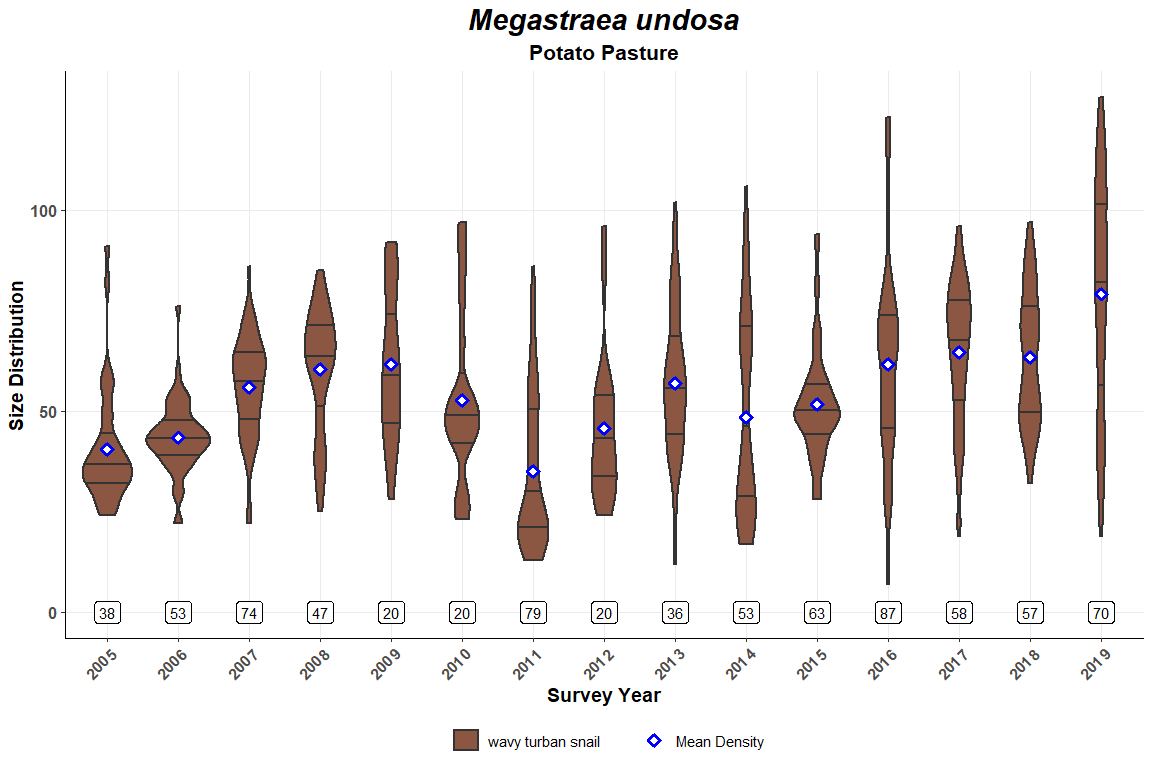 Megastraea undosa
Potato Pasture
Size Distribution
100
50
0
38 53 74 47 20 20 79 20 36 53 63 87 58 57 70
2005 2006 2007 2008 2009 2010 2011 2012 2013 2014 2015 2016 2017 2018 2019
Survey Year
wavy turban snail Mean Density